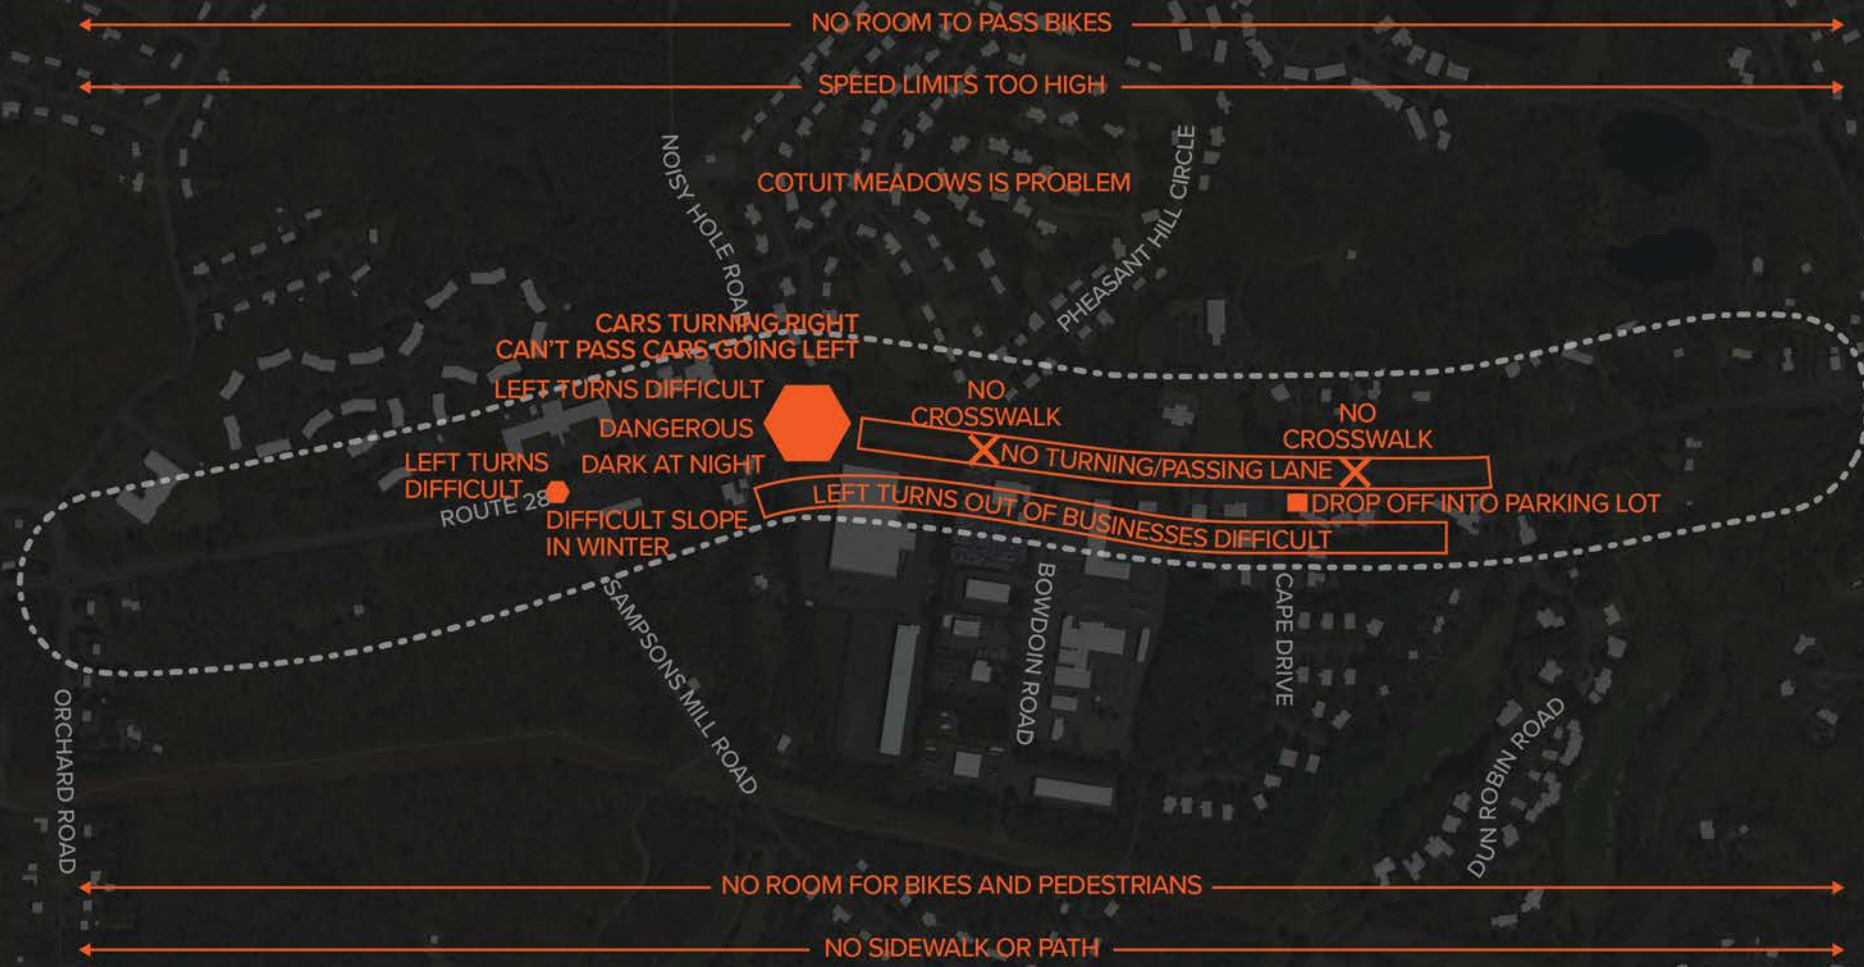 NO ROOM TO PASS BIKES
SPEED LIMITS TOO HIGH
NOISY HOLE ROAD
COTUIT MEADOWS IS PROBLEM
PHEASANT HILL CIRCLE
CARS TURNING RIGHT
CAN'T PASS CARS GOING LEFT
LEFT TURNS DIFFICULT
DANGEROUS
DARK AT NIGHT
NO
CROSSWALK
NO
CROSSWALK
NO TURNING/PASSING LANE
LEFT TURNS
DIFFICULT
ROUTE 28
DIFFICULT SLOPE
IN WINTER
LEFT TURNS OUT OF BUSINESSES DIFFICULT
DROP OFF INTO PARKING LOT
SAMPSONS MILL ROAD
BOWDOIN ROAD
CAPE DRIVE
ORCHARD ROAD
DUN ROBIN ROAD
NO ROOM FOR BIKES AND PEDESTRIANS
NO SIDEWALK OR PATH